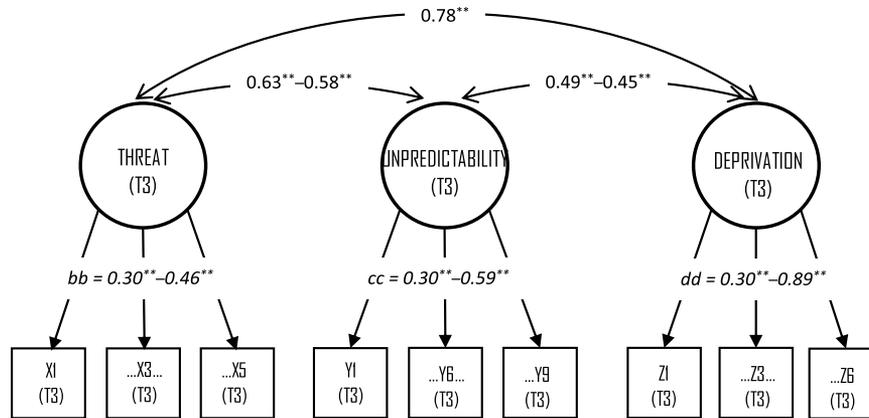 0.78**
0.63**–0.58**
0.49**–0.45**
THREAT
(T3)
UNPREDICTABILITY
(T3)
DEPRIVATION
(T3)
bb = 0.30**–0.46**
cc = 0.30**–0.59**
dd = 0.30**–0.89**
X1
(T3)
...X3...
(T3)
...X5
(T3)
Y1
(T3)
...Y6...
(T3)
...Y9
(T3)
Z1
(T3)
...Z3...
(T3)
...Z6
(T3)